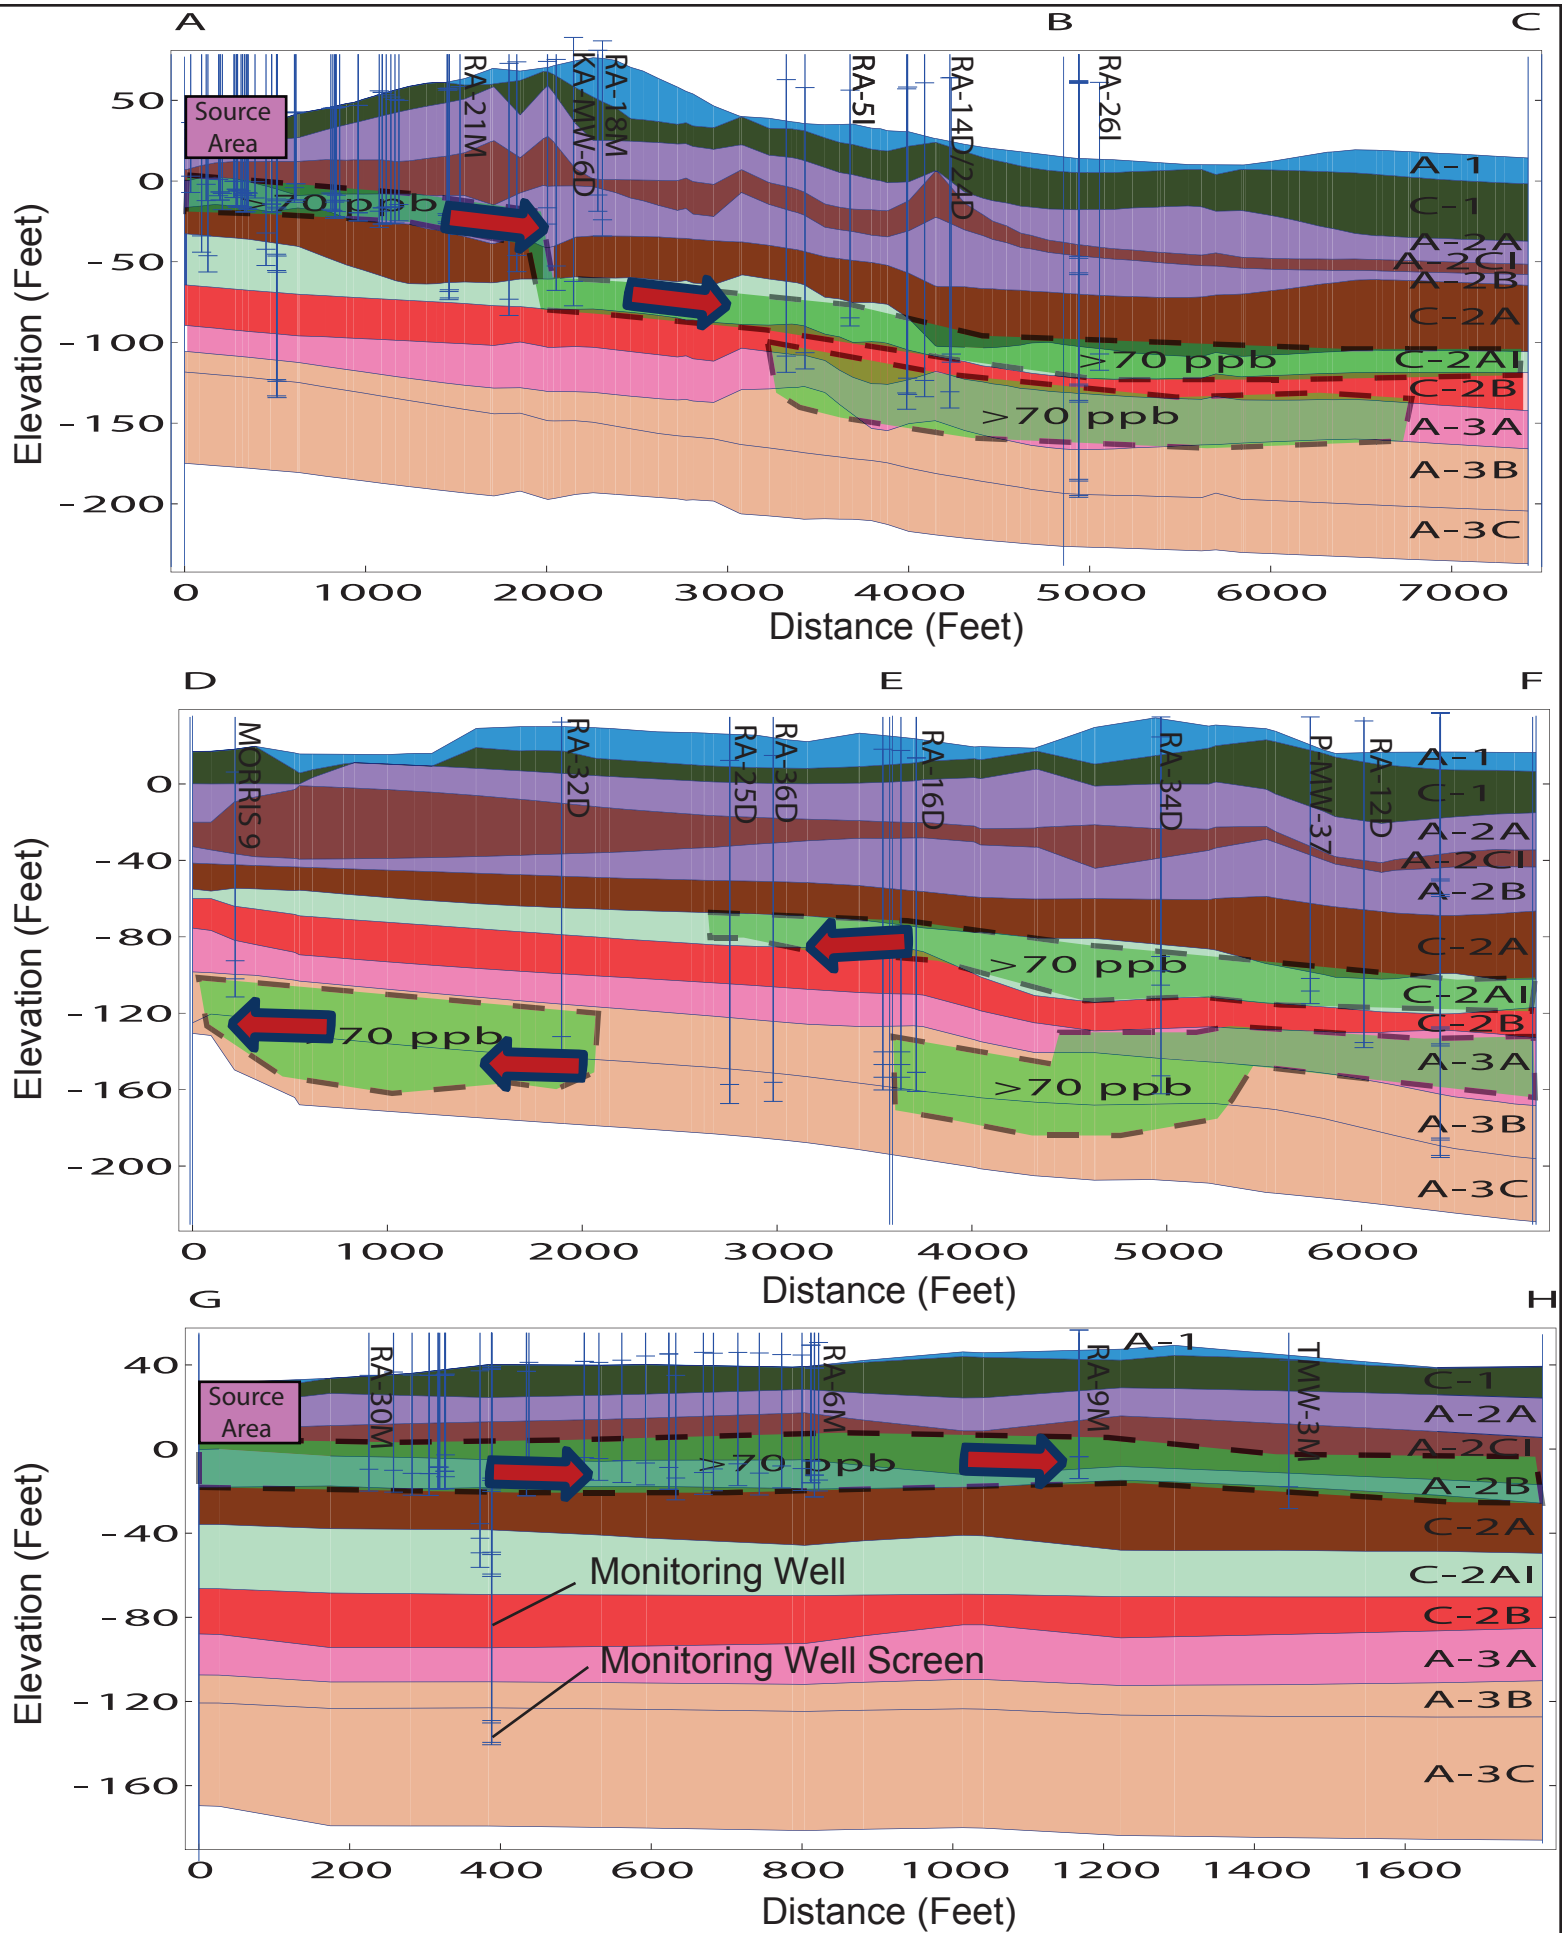 A B C
RA-21M
KA-MW-6D
RA-18M
RA-5I
RA-14D/24D
RA-26I
Source
Area
>70 ppb
>70 ppb
>70 ppb
A-1
C-1
A-2A
A-2CI
A-2B
C-2A
C-2AI
C-2B
A-3A
A-3B
A-3C
50
0
-50
-100
-150
-200
Elevation (Feet)
0 1000 2000 3000 4000 5000 6000 7000
Distance (Feet)
D E F
MORRIS 9
RA-32D
RA-25D
RA-36D
RA-16D
RA-34D
P-MW-37
RA-12D
>70 ppb
70 ppb
>70 ppb
A-1
C-1
A-2A
A-2CI
A-2B
C-2A
C-2AI
C-2B
A-3A
A-3B
A-3C
0
-40
-80
-120
-160
-200
Elevation (Feet)
0 1000 2000 3000 4000 5000 6000
Distance (Feet)
G H
RA-30M
RA-6M
RA-9M
TMW-3M
Source
Area
>70 ppb
A-1
C-1
A-2A
A-2CI
A-2B
C-2A
C-2AI
C-2B
A-3A
A-3B
A-3C
Monitoring Well
Monitoring Well Screen
40
0
-40
-80
-120
-160
Elevation (Feet)
0 200 400 600 800 1000 1200 1400 1600
Distance (Feet)